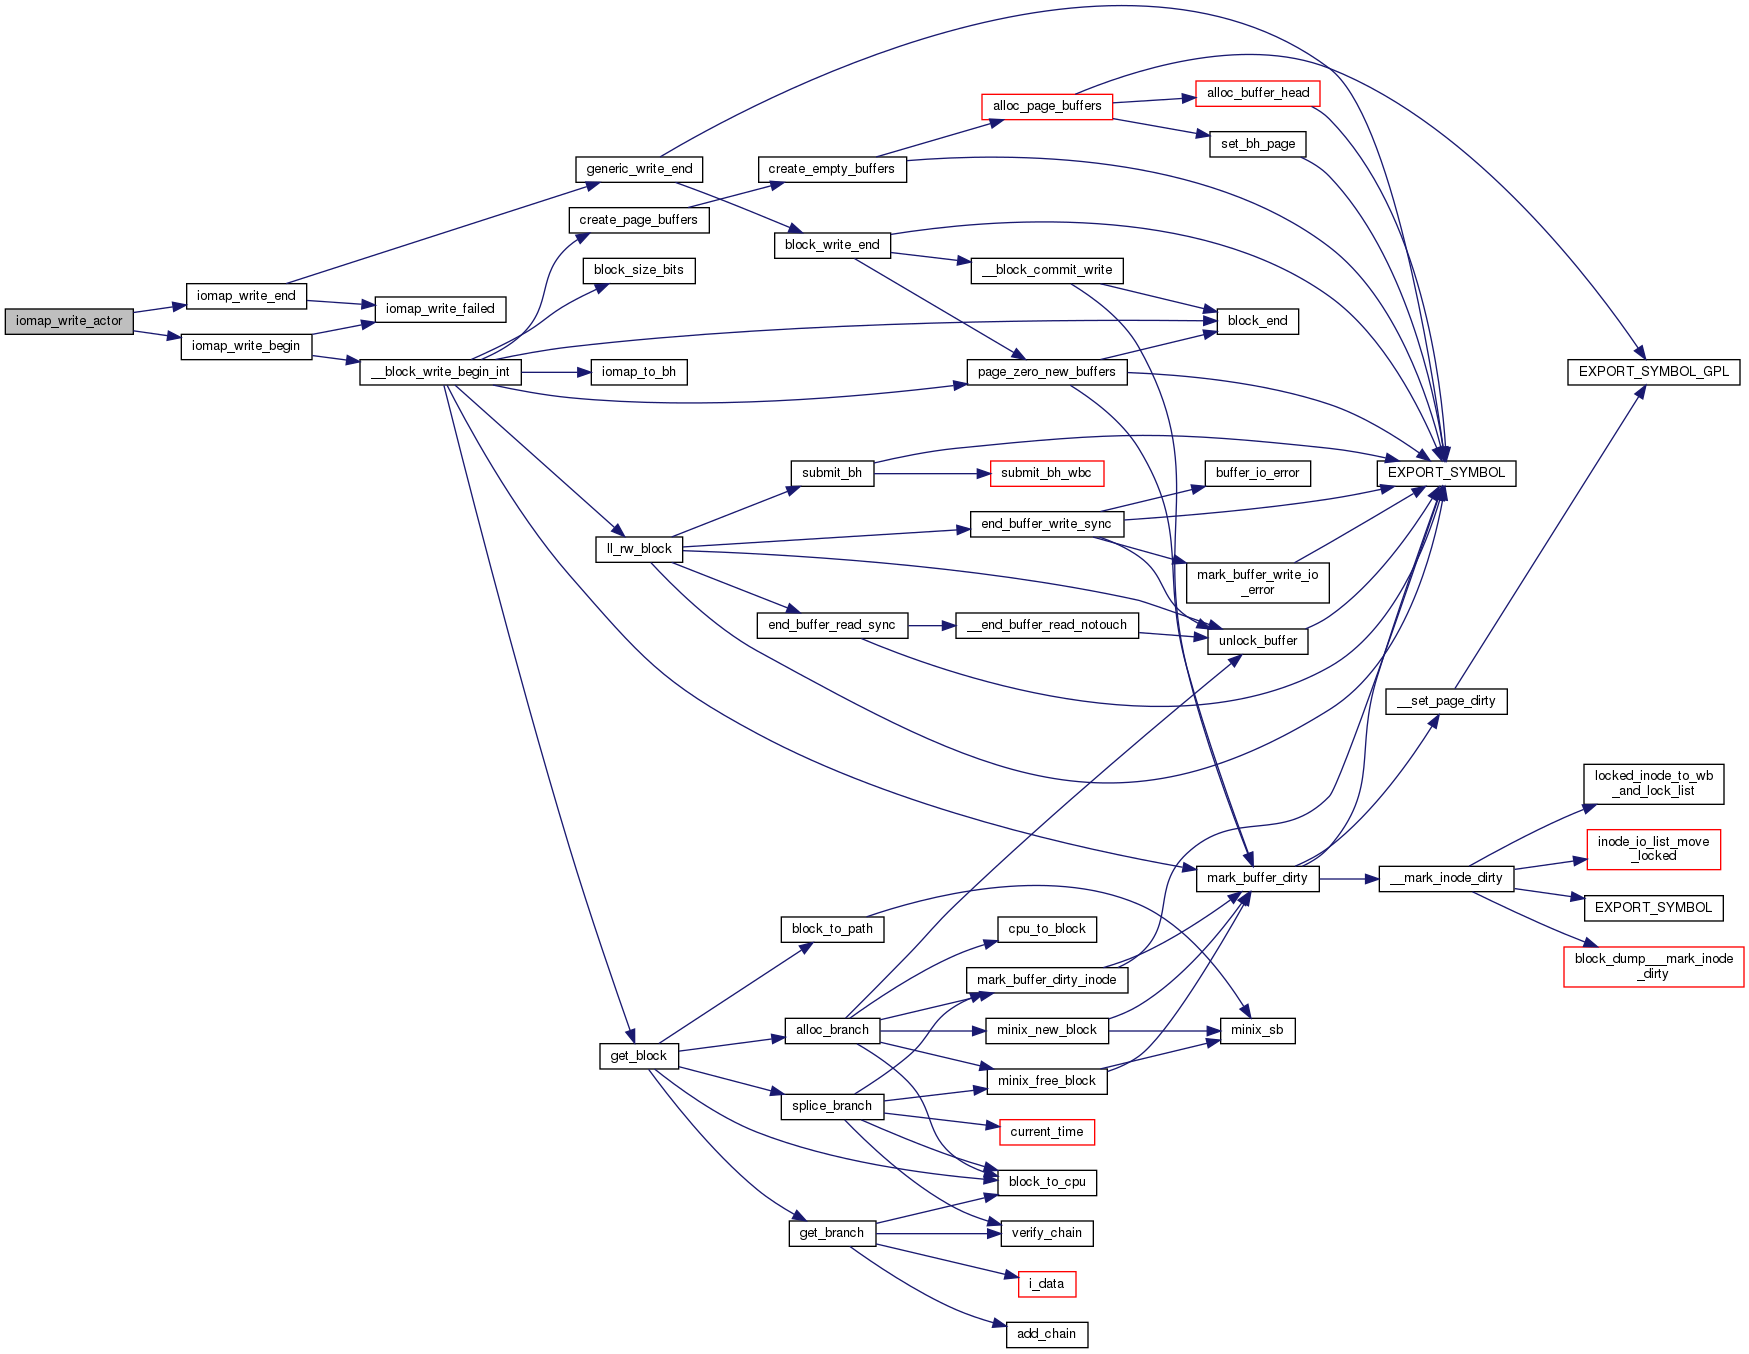 iomap_write_actor
iomap_write_end
iomap_write_begin
generic_write_end
iomap_write_failed
__block_write_begin_int
create_page_buffers
block_size_bits
iomap_to_bh
ll_rw_block
get_block
create_empty_buffers
block_write_end
submit_bh
end_buffer_read_sync
block_to_path
alloc_branch
splice_branch
get_branch
alloc_page_buffers
__block_commit_write
page_zero_new_buffers
submit_bh_wbc
end_buffer_write_sync
__end_buffer_read_notouch
cpu_to_block
mark_buffer_dirty_inode
minix_new_block
minix_free_block
current_time
block_to_cpu
verify_chain
i_data
add_chain
alloc_buffer_head
set_bh_page
block_end
buffer_io_error
mark_buffer_write_io
_error
unlock_buffer
mark_buffer_dirty
minix_sb
EXPORT_SYMBOL
__set_page_dirty
__mark_inode_dirty
EXPORT_SYMBOL_GPL
locked_inode_to_wb
_and_lock_list
inode_io_list_move
_locked
EXPORT_SYMBOL
block_dump___mark_inode
_dirty